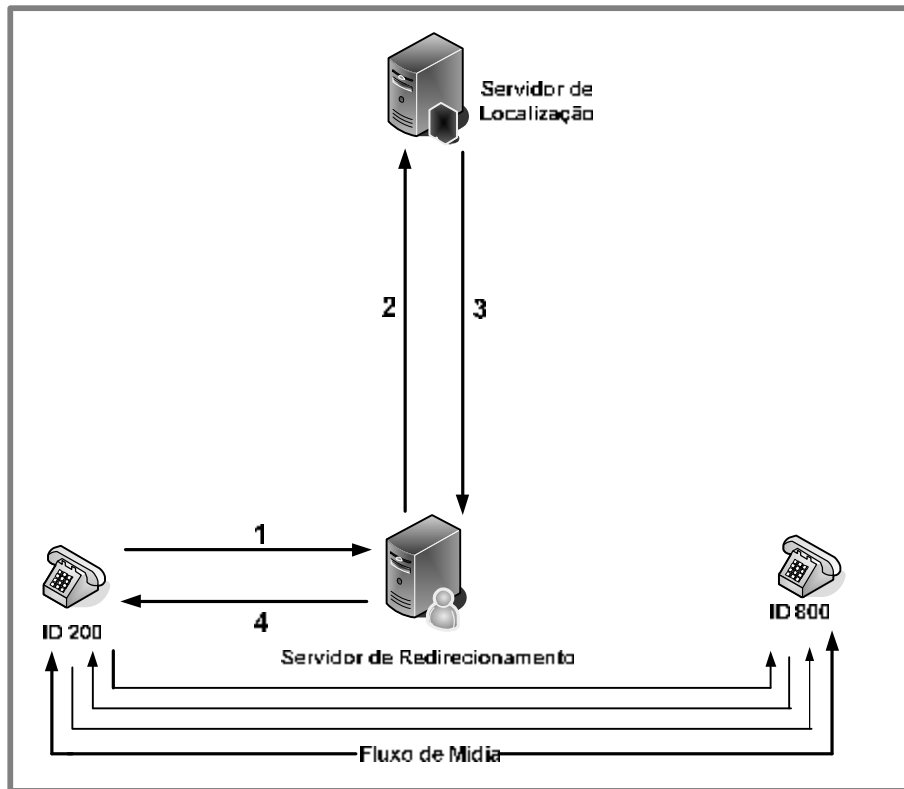 Servidor de
Localização
2
3
1
4
ID 200
ID 800
Servidor de Redirecionamento
Fluxo de Mídia